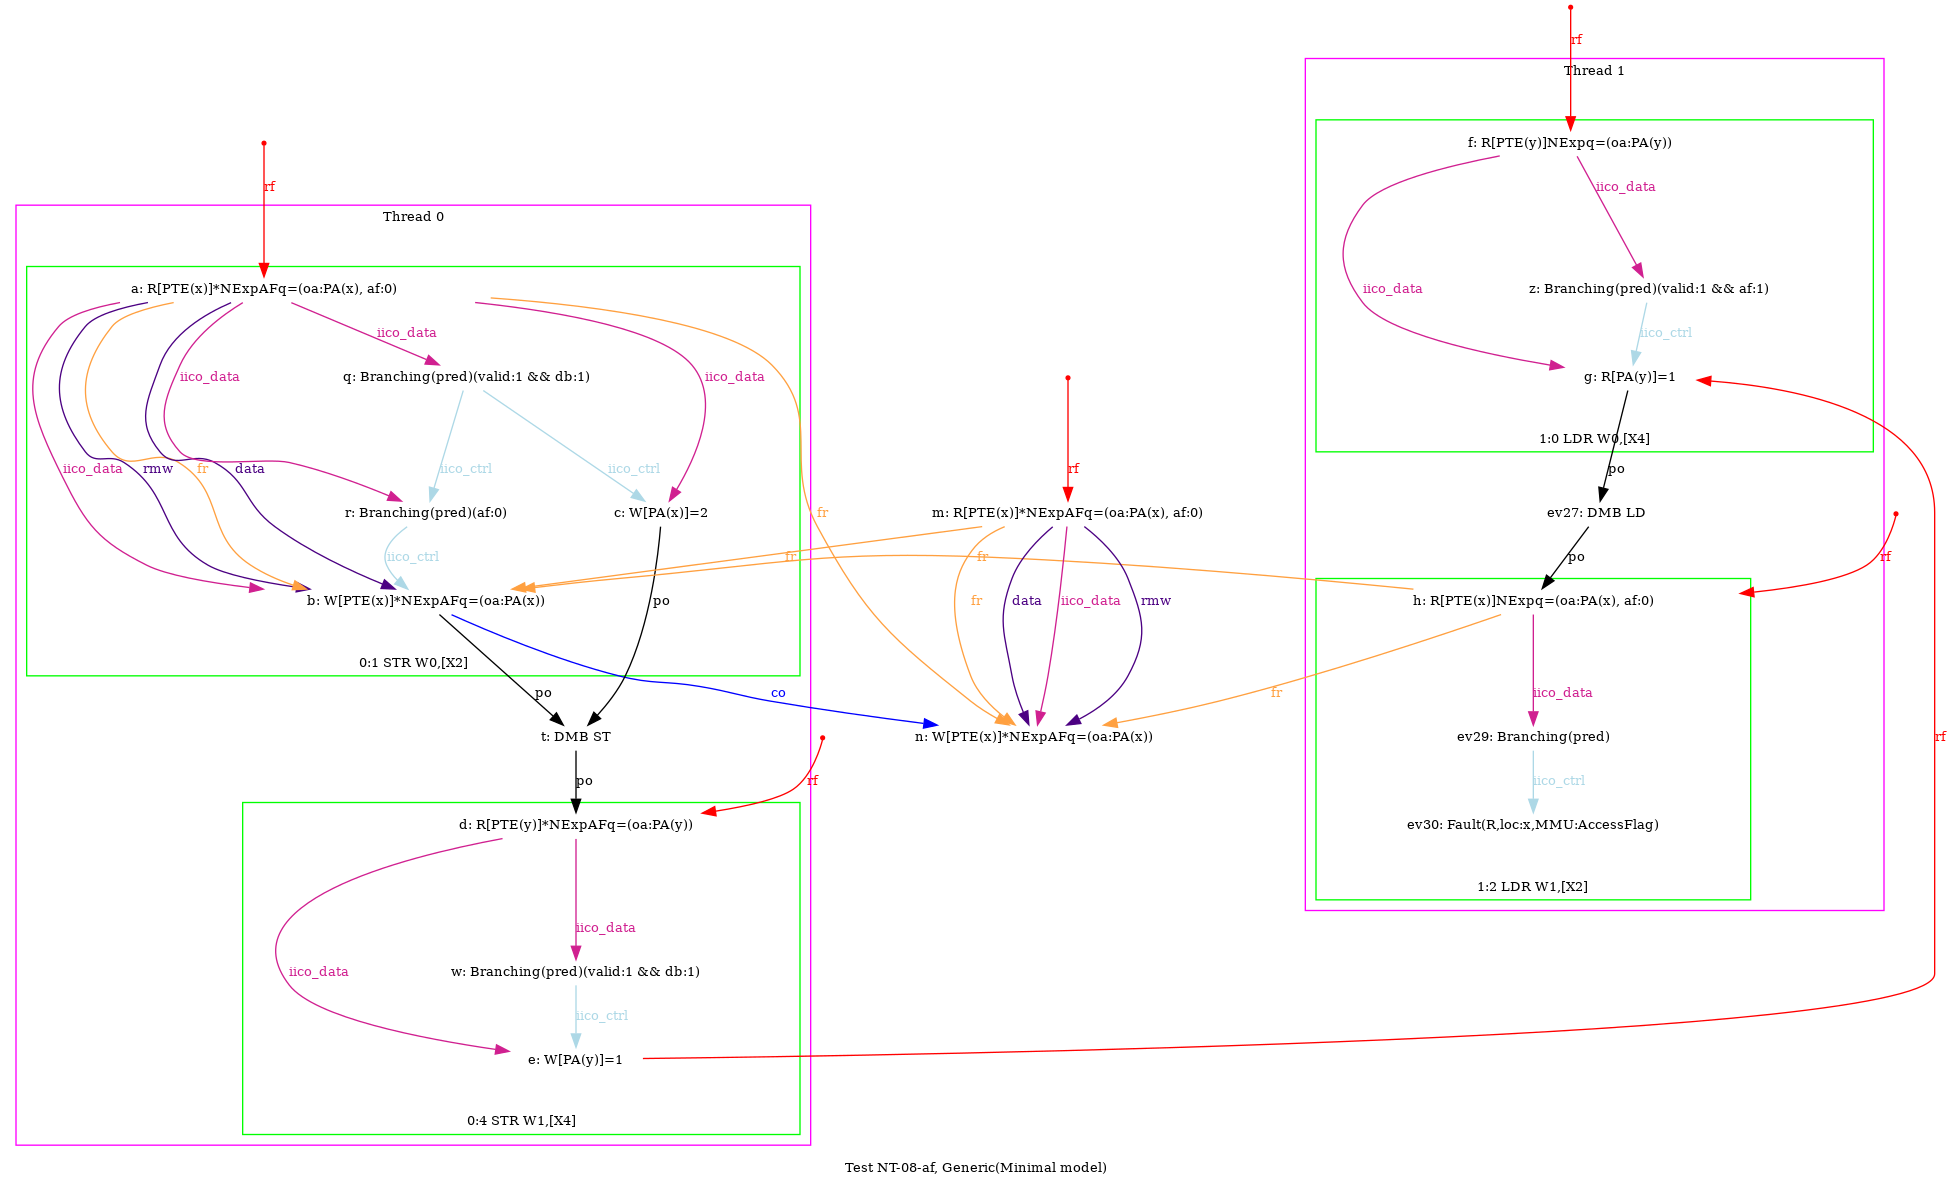 rf
Thread 1
f: R[PTE(y)]NExpq=(oa:PA(y))
rf
iico_data
Thread 0
a: R[PTE(x)]*NExpAFq=(oa:PA(x), af:0)
iico_data
z: Branching(pred)(valid:1 && af:1)
iico_data
iico_ctrl
iico_data
q: Branching(pred)(valid:1 && db:1)
iico_data
g: R[PA(y)]=1
1:0 LDR W0,[X4]
iico_data
rmw
fr
data
iico_ctrl
iico_ctrl
rf
po
r: Branching(pred)(af:0)
c: W[PA(x)]=2
fr
m: R[PTE(x)]*NExpAFq=(oa:PA(x), af:0)
ev27: DMB LD
iico_ctrl
fr
fr
po
rf
b: W[PTE(x)]*NExpAFq=(oa:PA(x))
po
fr
data
iico_data
rmw
h: R[PTE(x)]NExpq=(oa:PA(x), af:0)
0:1 STR W0,[X2]
po
co
fr
iico_data
t: DMB ST
n: W[PTE(x)]*NExpAFq=(oa:PA(x))
ev29: Branching(pred)
rf
po
rf
iico_ctrl
d: R[PTE(y)]*NExpAFq=(oa:PA(y))
ev30: Fault(R,loc:x,MMU:AccessFlag)
1:2 LDR W1,[X2]
iico_data
iico_data
w: Branching(pred)(valid:1 && db:1)
iico_ctrl
e: W[PA(y)]=1
0:4 STR W1,[X4]
Test NT-08-af, Generic(Minimal model)